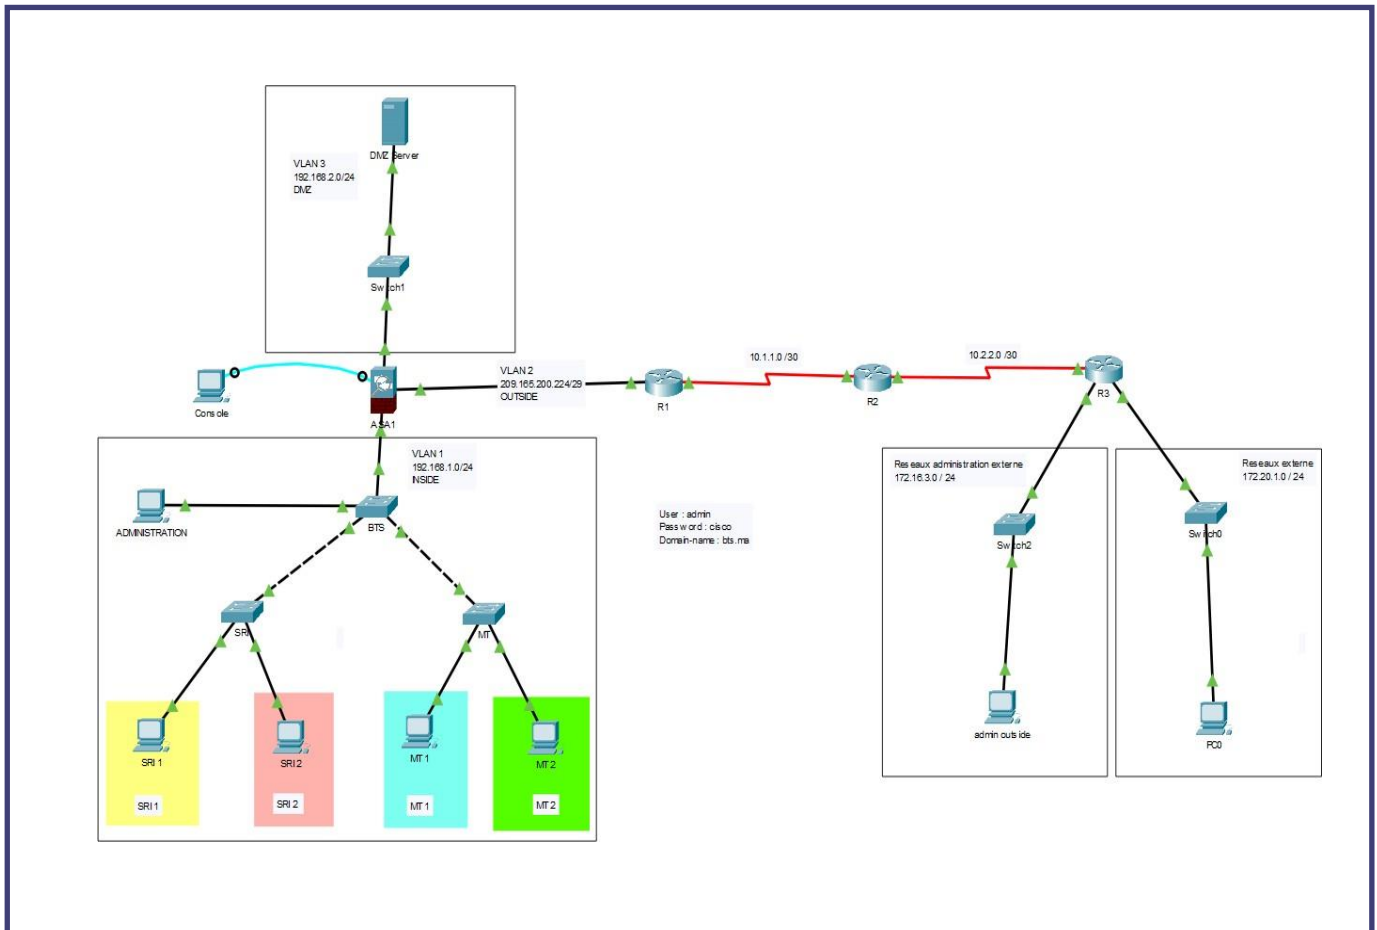 DMZ Server
VLAN 3
192.168.2.0/24
DMZ
Switch1
Console
ASA1
VLAN 2
209.165.200.224/29
OUTSIDE
R1
10.1.1.0 /30
R2
10.2.2.0 /30
R3
VLAN 1
192.168.1.0/24
INSIDE
ADMINISTRATION
BTS
User : admin
Password : cisco
Domain-name : bts.ma
Reseaux administration externe
172.16.3.0 / 24
Reseaux externe
172.20.1.0 / 24
Switch2
Switch0
SRI
MT
SRI 1
SRI 2
MT 1
MT 2
admin outside
PC0
SRI 1
SRI 2
MT 1
MT 2